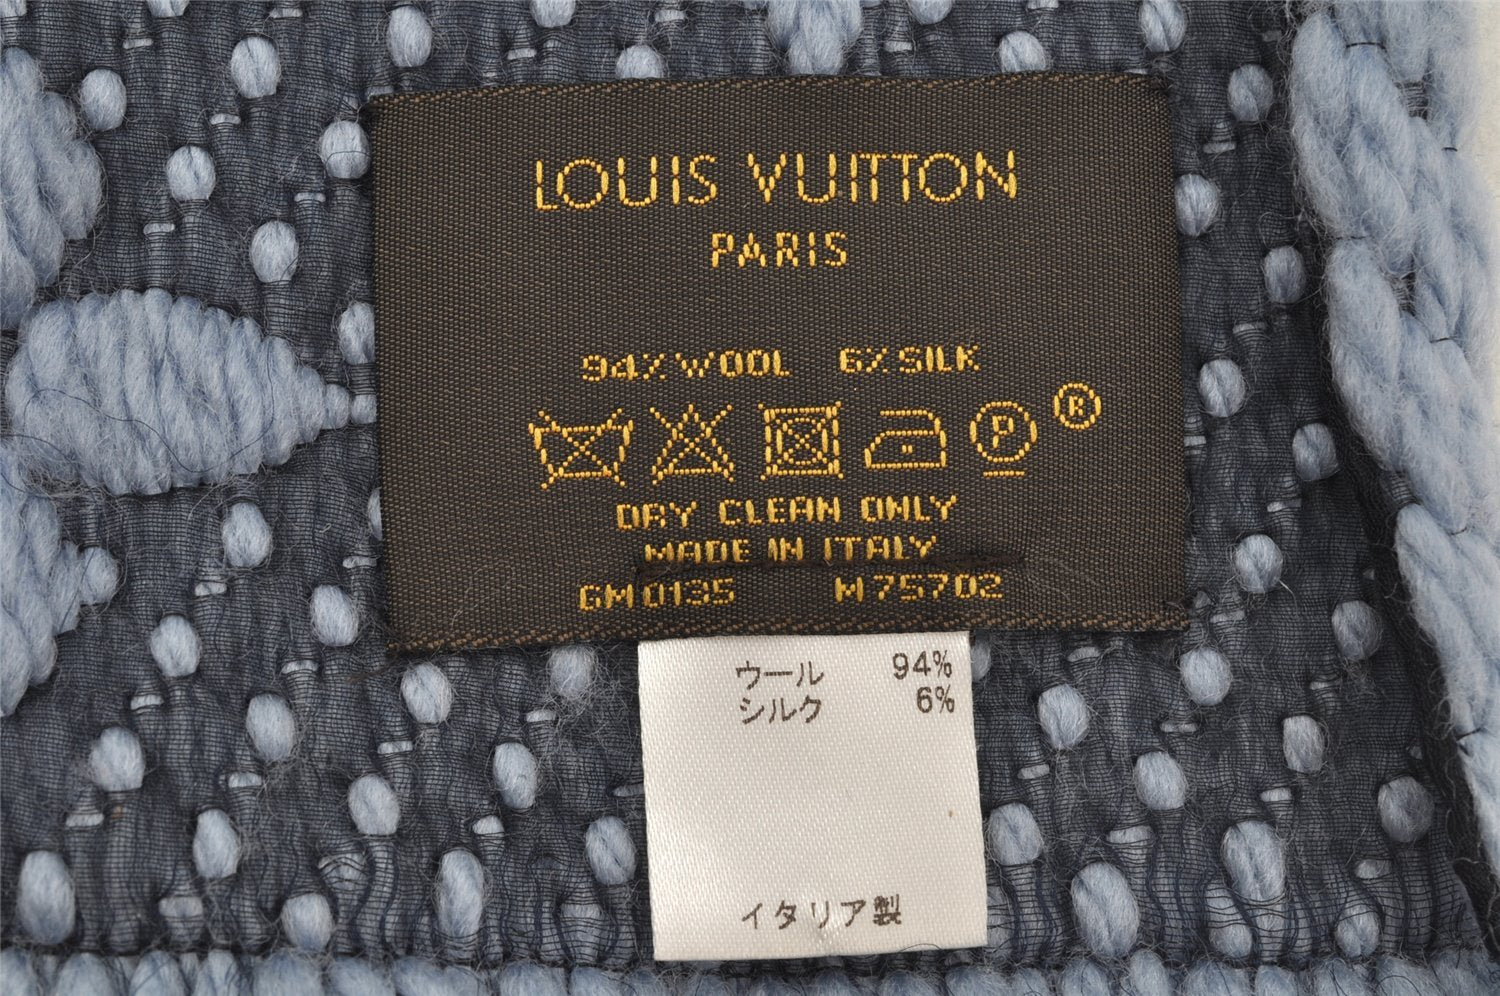 LOUIS VUITTON
PARIS
94% WOOL 6% SILK
P ®
DRY CLEAN ONLY
MADE IN ITALY
GM0135 M75702
ウール 94%
シルク 6%
イタリア製